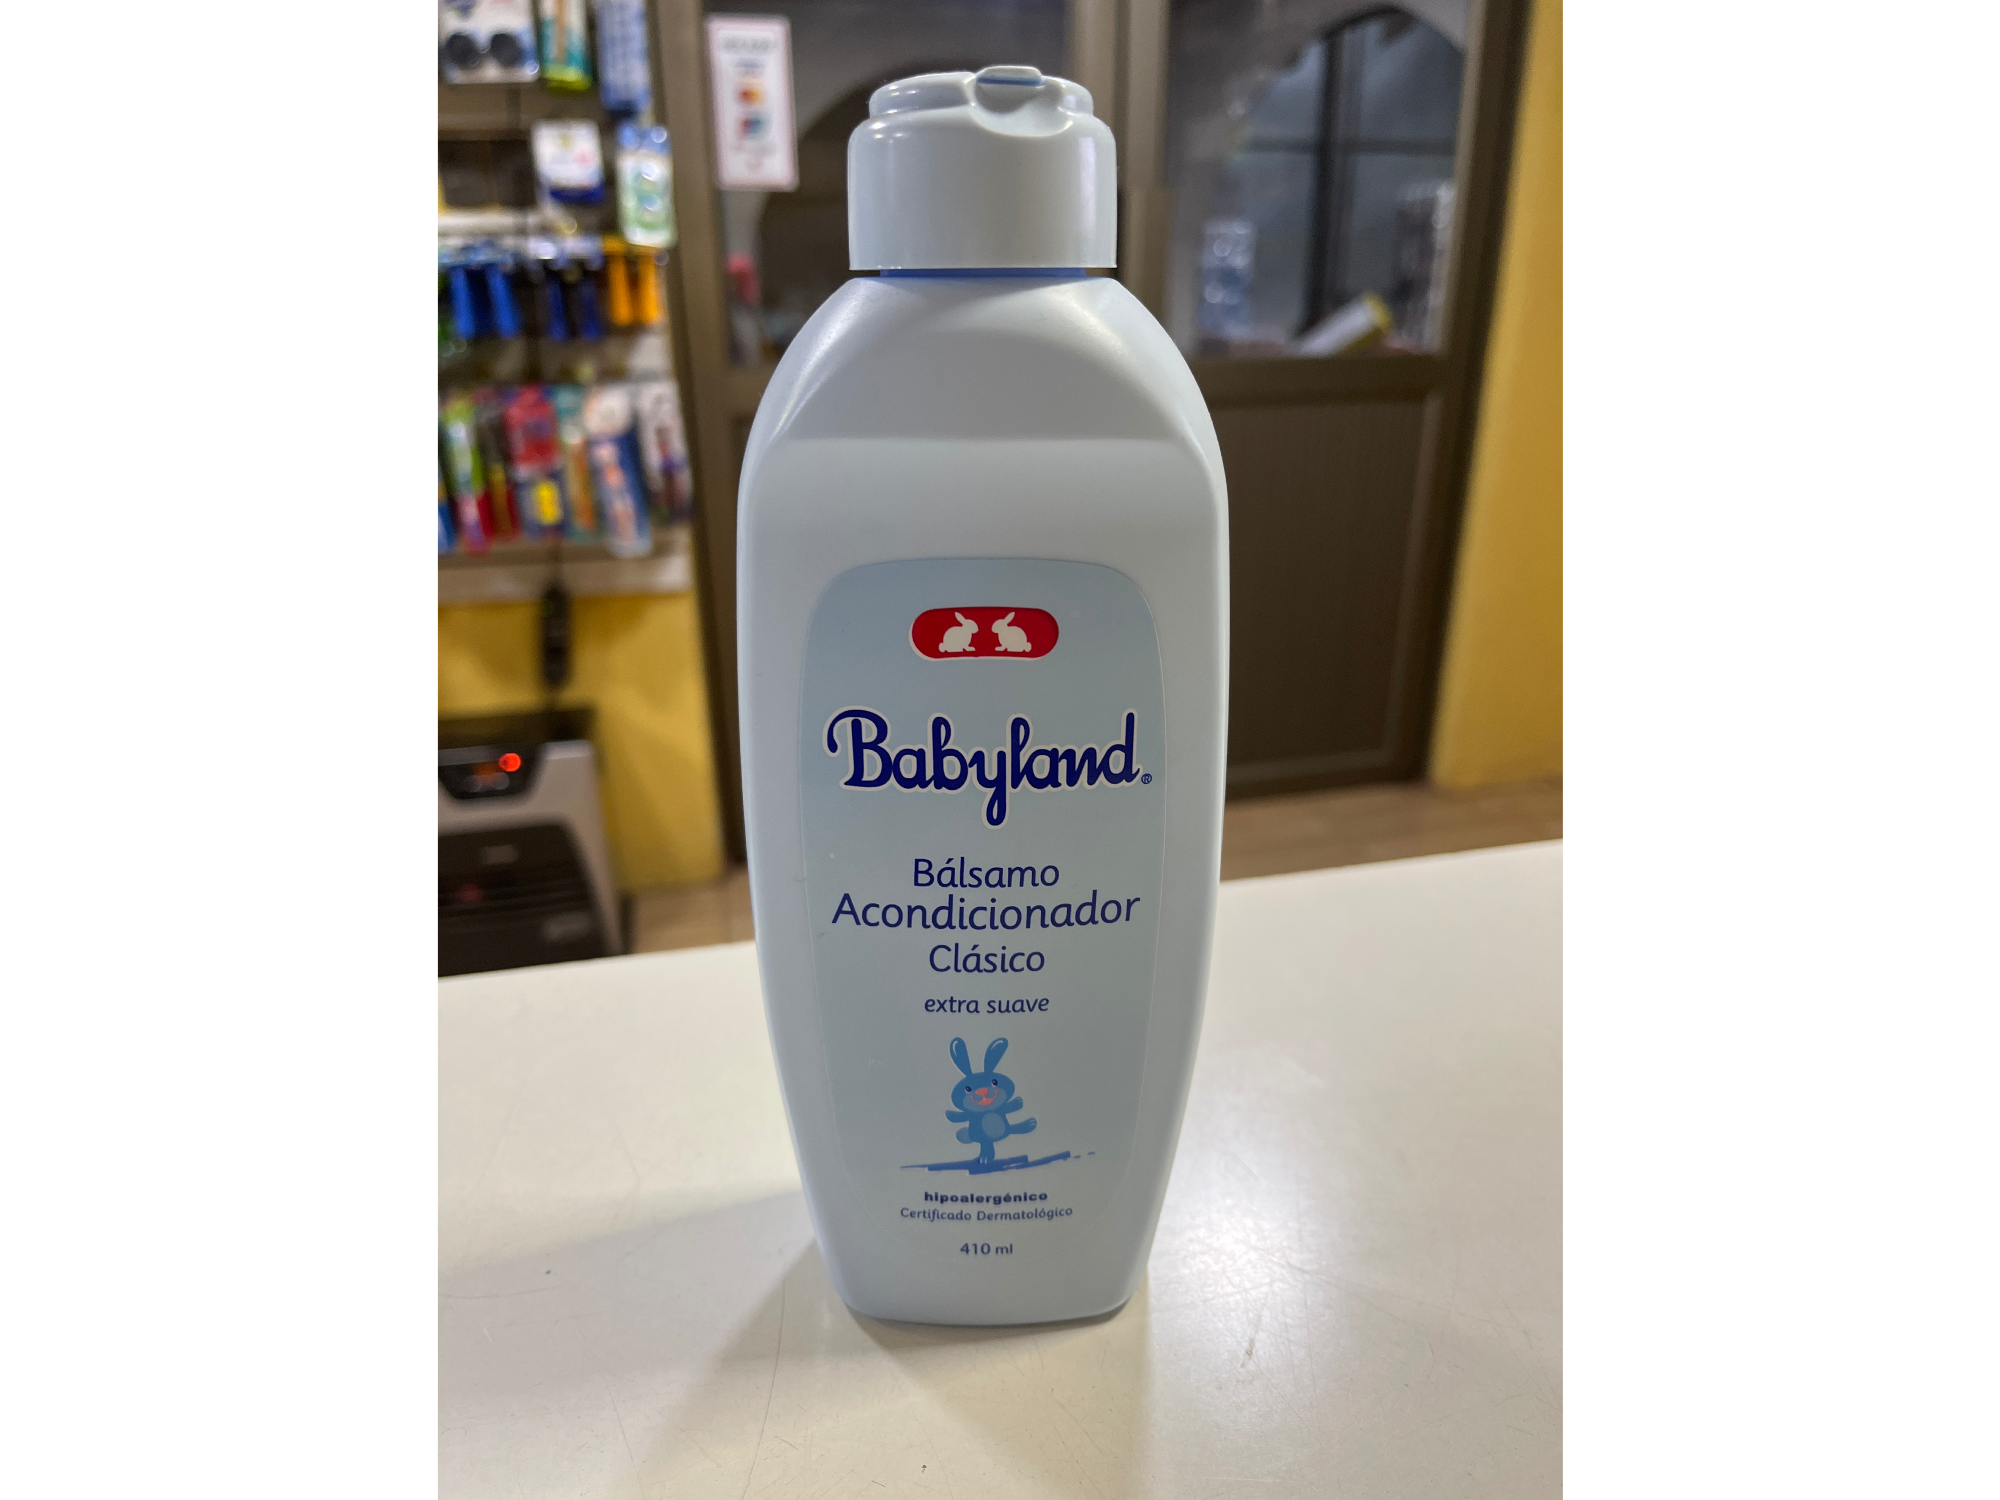 Babyland®
Bálsamo
Acondicionador
Clásico
extra suave
hipoalergénico
Certificado Dermatológico
410 ml